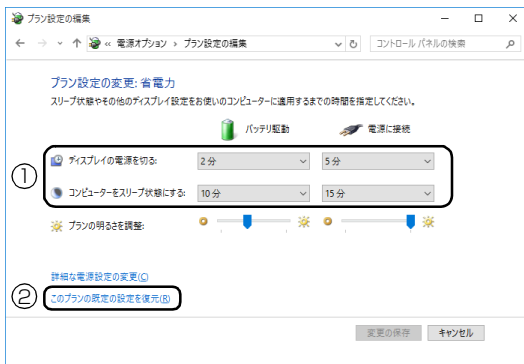 プラン設定の編集
« 電源オプション › プラン設定の編集
コントロール パネルの検索
プラン設定の変更: 省電力
スリープ状態やその他のディスプレイ設定をお使いのコンピューターに適用するまでの時間を指定してください。
バッテリ駆動 電源に接続
① ディスプレイの電源を切る: 2 分 5 分
コンピューターをスリープ状態にする: 10 分 15 分
プランの明るさを調整:
詳細な電源設定の変更(C)
② このプランの既定の設定を復元(R)
変更の保存 キャンセル